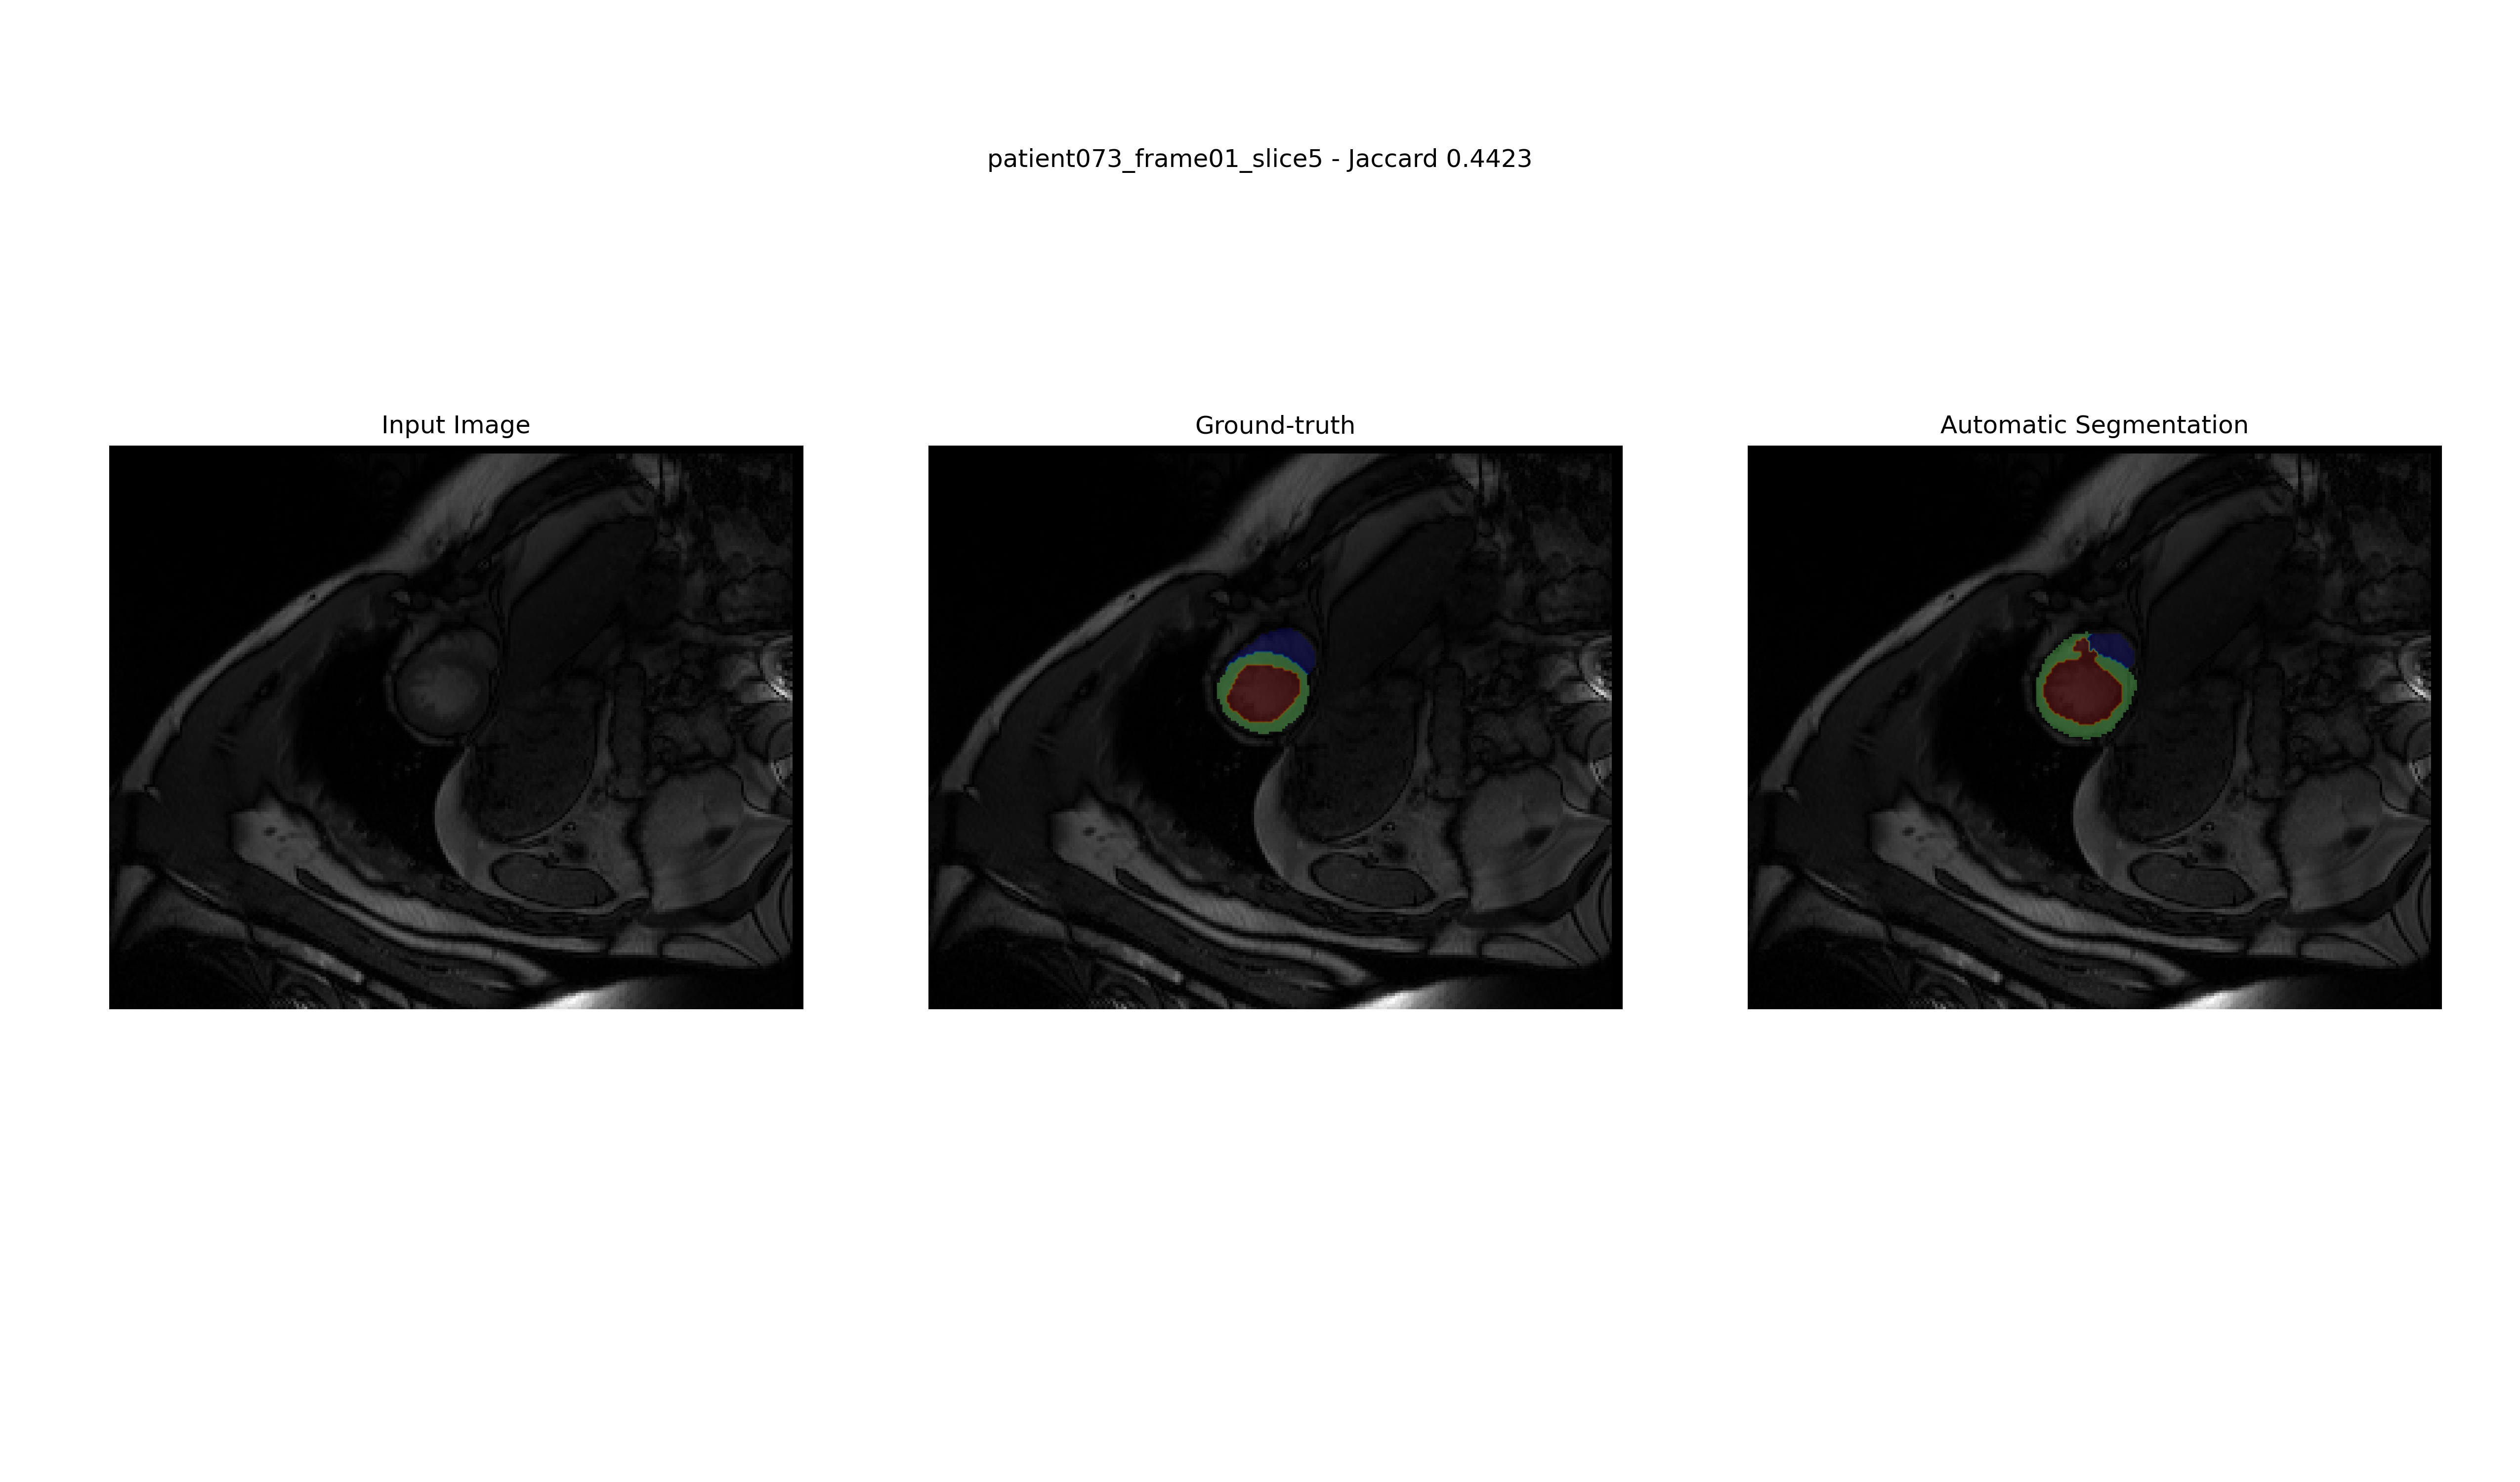 patient073_frame01_slice5 - Jaccard 0.4423
Input Image
Ground-truth
Automatic Segmentation